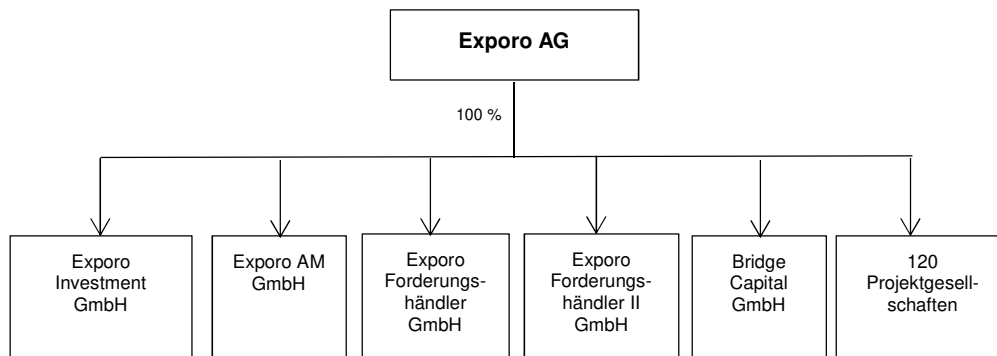 Exporo AG
100 %
Exporo
Investment
GmbH
Exporo AM
GmbH
Exporo
Forderungs-
händler
GmbH
Exporo
Forderungs-
händler II
GmbH
Bridge
Capital
GmbH
120
Projektgesell-
schaften